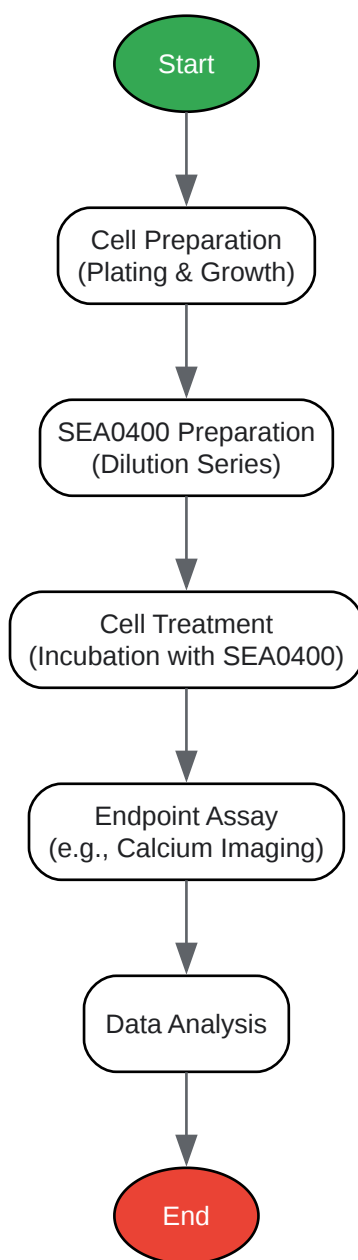 Start
Cell Preparation
(Plating & Growth)
SEA0400 Preparation
(Dilution Series)
Cell Treatment
(Incubation with SEA0400)
Endpoint Assay
(e.g., Calcium Imaging)
Data Analysis
End